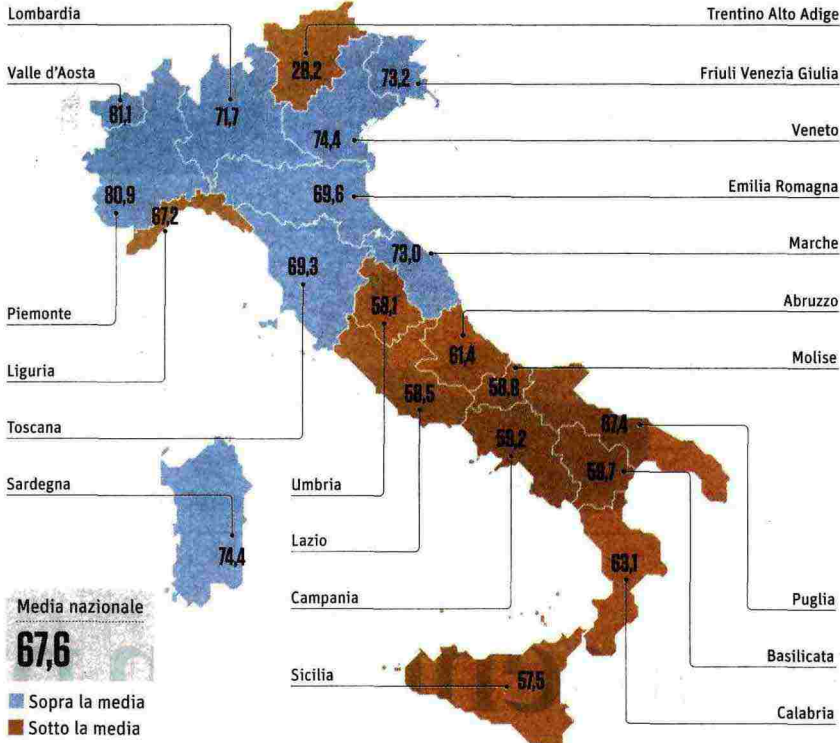 Lombardia
Trentino Alto Adige
28,2
Valle d'Aosta
73,2
Friuli Venezia Giulia
81,1
71,7
74,4
Veneto
80,9
69,6
Emilia Romagna
67,2
73,0
Marche
69,3
Piemonte
58,1
Abruzzo
61,4
Molise
Liguria
58,5
58,8
67,4
Toscana
59,2
Sardegna
Umbria
Lazio
74,4
63,1
Campania
Puglia
Media nazionale
67,6
Basilicata
Sicilia
57,5
Sopra la media
Sotto la media
Calabria